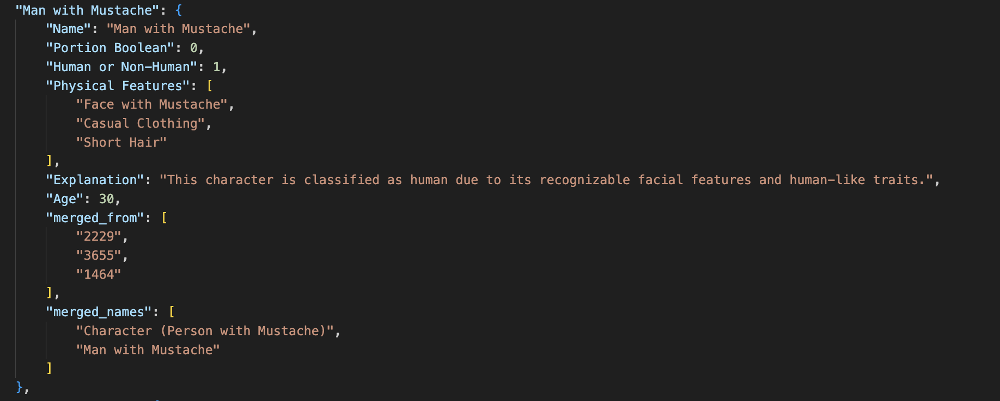 "Man with Mustache": {
"Name": "Man with Mustache",
"Portion Boolean": 0,
"Human or Non-Human": 1,
"Physical Features": [
"Face with Mustache",
"Casual Clothing",
"Short Hair"
],
"Explanation": "This character is classified as human due to its recognizable facial features and human-like traits.",
"Age": 30,
"merged_from": [
"2229",
"3655",
"1464"
],
"merged_names": [
"Character (Person with Mustache)",
"Man with Mustache"
]
},